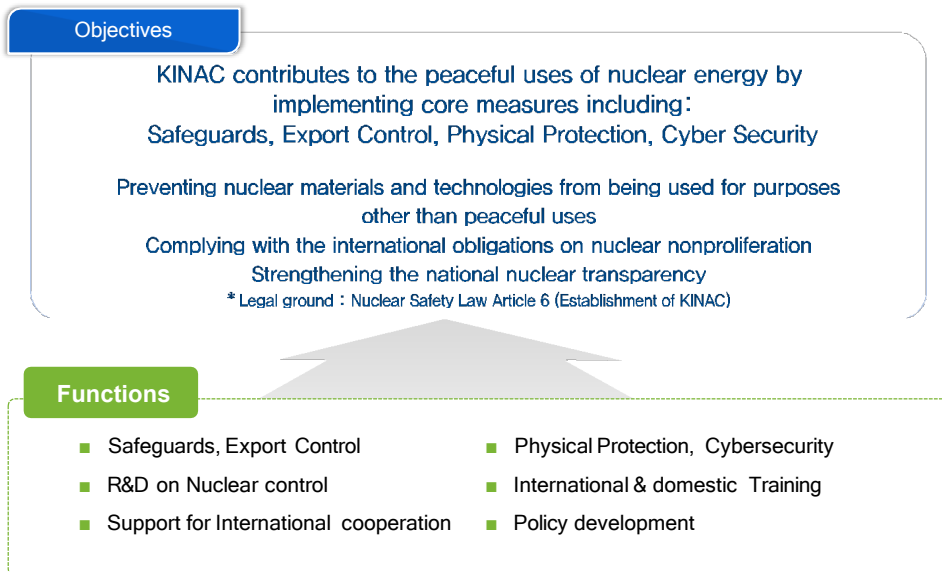 Objectives
KINAC contributes to the peaceful uses of nuclear energy by
implementing core measures including:
Safeguards, Export Control, Physical Protection, Cyber Security
Preventing nuclear materials and technologies from being used for purposes
other than peaceful uses
Complying with the international obligations on nuclear nonproliferation
Strengthening the national nuclear transparency
* Legal ground : Nuclear Safety Law Article 6 (Establishment of KINAC)
Functions
■ Safeguards, Export Control
■ R&D on Nuclear control
■ Support for International cooperation
■ Physical Protection, Cybersecurity
■ International & domestic Training
■ Policy development